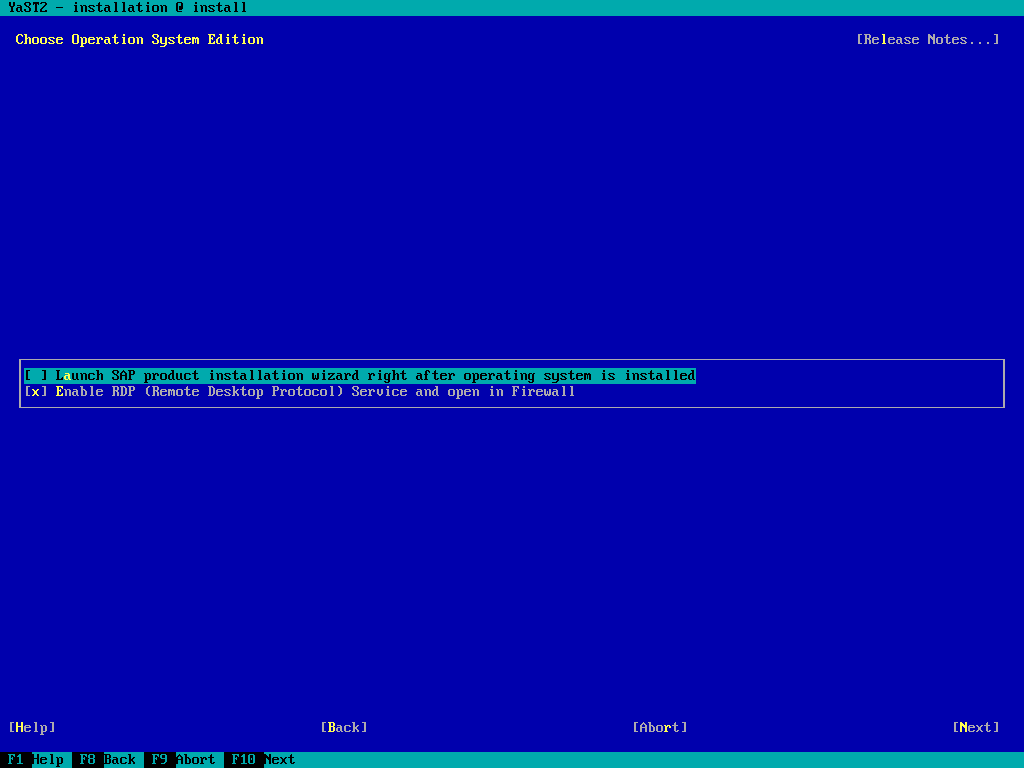 YaST2 - installation @ install
Choose Operation System Edition [Release Notes...]
[ ] Launch SAP product installation wizard right after operating system is installed
[x] Enable RDP (Remote Desktop Protocol) Service and open in Firewall
[Help] [Back] [Abort] [Next]
F1 Help F8 Back F9 Abort F10 Next